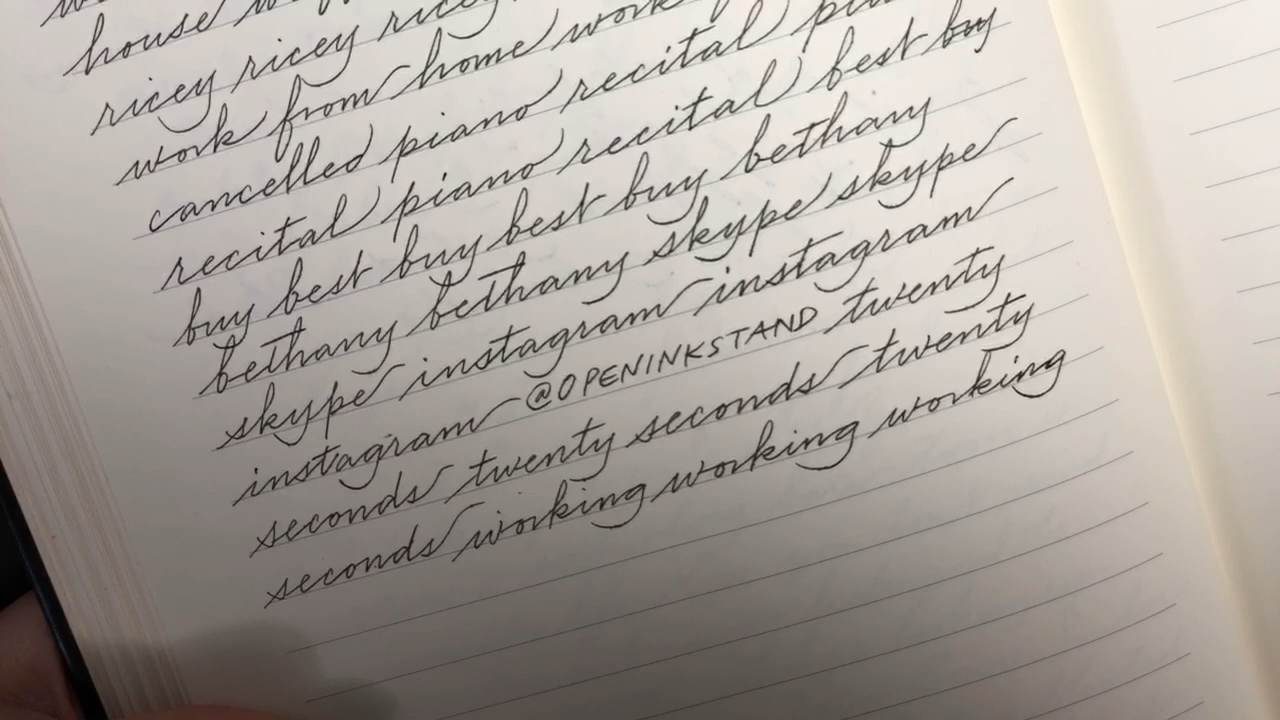 house
ricey ricey ricey
work from home work
cancelled piano recital
recital piano recital best buy
buy best buy best buy bethany
bethany bethany skype skype
skype instagram instagram
instagram @OPENINKSTAND twenty
seconds twenty seconds twenty
seconds working working working